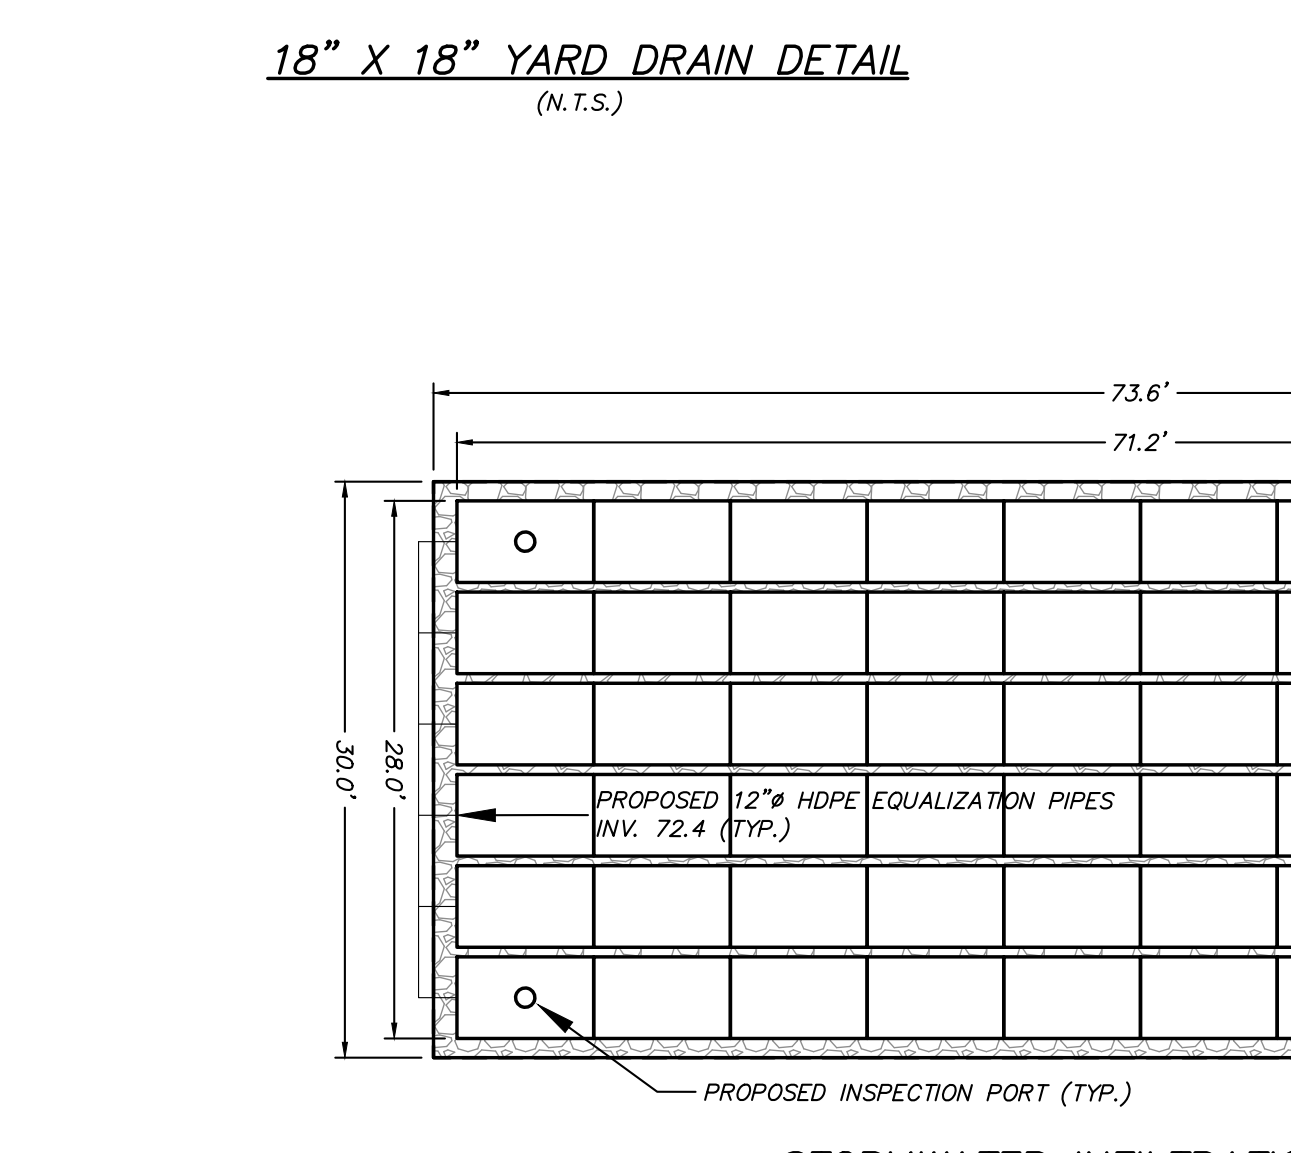 18" X 18" YARD DRAIN DETAIL
(N.T.S.)
73.6'
71.2'
30.0'
28.0'
PROPOSED 12"ø HDPE EQUALIZATION PIPES
INV. 72.4 (TYP.)
PROPOSED INSPECTION PORT (TYP.)